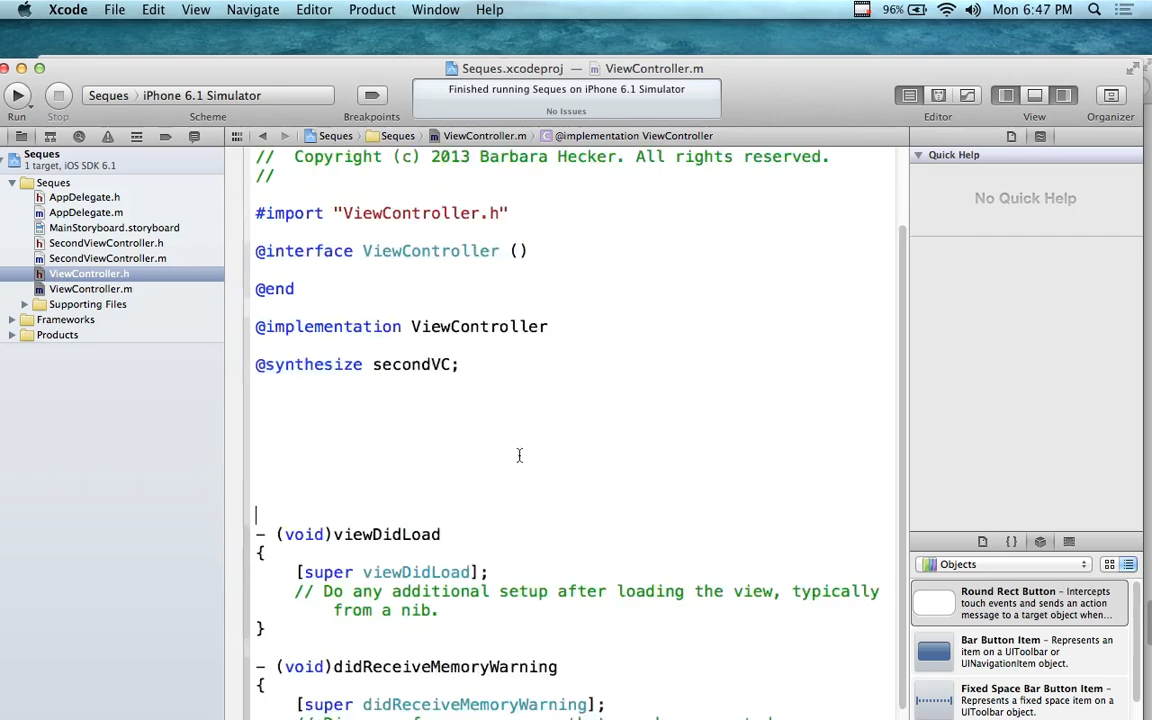 Xcode File Edit View Navigate Editor Product Window Help 96% Mon 6:47 PM
Seques.xcodeproj — ViewController.m
Run Stop Seques › iPhone 6.1 Simulator Scheme Breakpoints
Finished running Seques on iPhone 6.1 Simulator
No Issues
Editor View Organizer
Seques › Seques › ViewController.m › @implementation ViewController
Seques
1 target, iOS SDK 6.1
Seques
AppDelegate.h
AppDelegate.m
MainStoryboard.storyboard
SecondViewController.h
SecondViewController.m
ViewController.h
ViewController.m
Supporting Files
Frameworks
Products
// Copyright (c) 2013 Barbara Hecker. All rights reserved.
//
#import "ViewController.h"
@interface ViewController ()
@end
@implementation ViewController
@synthesize secondVC;
- (void)viewDidLoad
{
[super viewDidLoad];
// Do any additional setup after loading the view, typically
from a nib.
}
- (void)didReceiveMemoryWarning
{
[super didReceiveMemoryWarning];
Quick Help
No Quick Help
Objects
Round Rect Button – Intercepts
touch events and sends an action
message to a target object when...
Bar Button Item – Represents an
item on a UIToolbar or
UINavigationItem object.
Fixed Space Bar Button Item –
Represents a fixed space item on a
UIToolbar object.